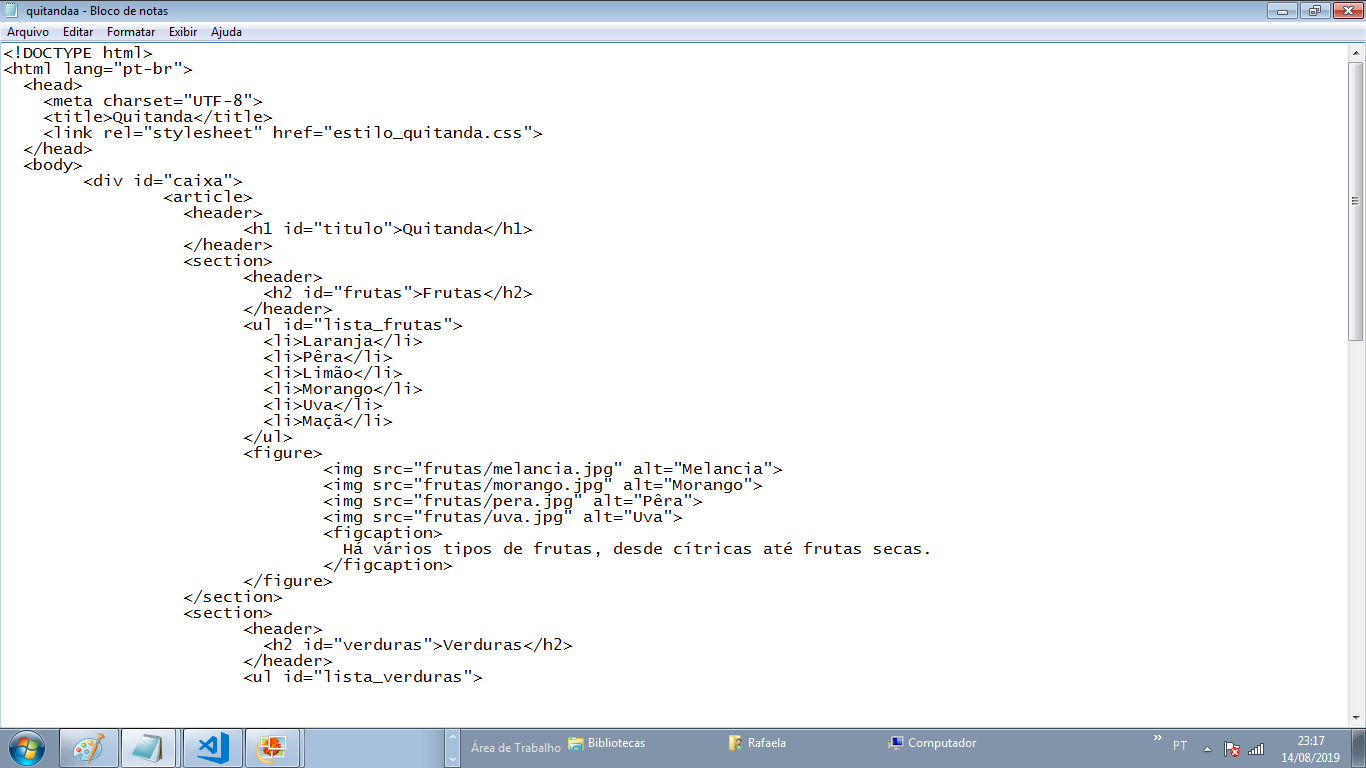 quitandaa - Bloco de notas
Arquivo Editar Formatar Exibir Ajuda
<!DOCTYPE html>
<html lang="pt-br">
<head>
<meta charset="UTF-8">
<title>Quitanda</title>
<link rel="stylesheet" href="estilo_quitanda.css">
</head>
<body>
<div id="caixa">
<article>
<header>
<h1 id="titulo">Quitanda</h1>
</header>
<section>
<header>
<h2 id="frutas">Frutas</h2>
</header>
<ul id="lista_frutas">
<li>Laranja</li>
<li>Pêra</li>
<li>Limão</li>
<li>Morango</li>
<li>Uva</li>
<li>Maçã</li>
</ul>
<figure>
<img src="frutas/melancia.jpg" alt="Melancia">
<img src="frutas/morango.jpg" alt="Morango">
<img src="frutas/pera.jpg" alt="Pêra">
<img src="frutas/uva.jpg" alt="Uva">
<figcaption>
Há vários tipos de frutas, desde cítricas até frutas secas.
</figcaption>
</figure>
</section>
<section>
<header>
<h2 id="verduras">Verduras</h2>
</header>
<ul id="lista_verduras">
Área de Trabalho Bibliotecas Rafaela Computador » PT 23:17
14/08/2019